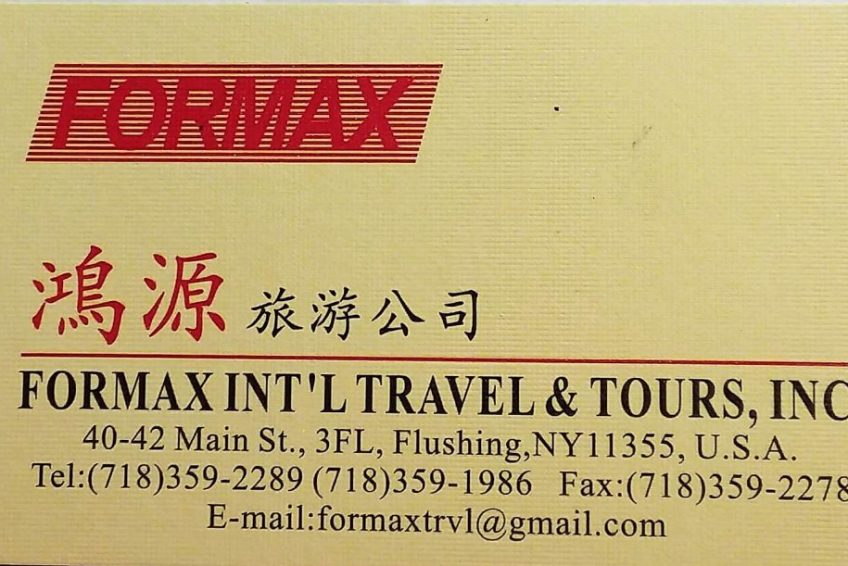 FORMAX
鴻源 旅游公司
FORMAX INT'L TRAVEL & TOURS, INC
40-42 Main St., 3FL, Flushing,NY11355, U.S.A.
Tel:(718)359-2289 (718)359-1986 Fax:(718)359-2278
E-mail:formaxtrvl@gmail.com